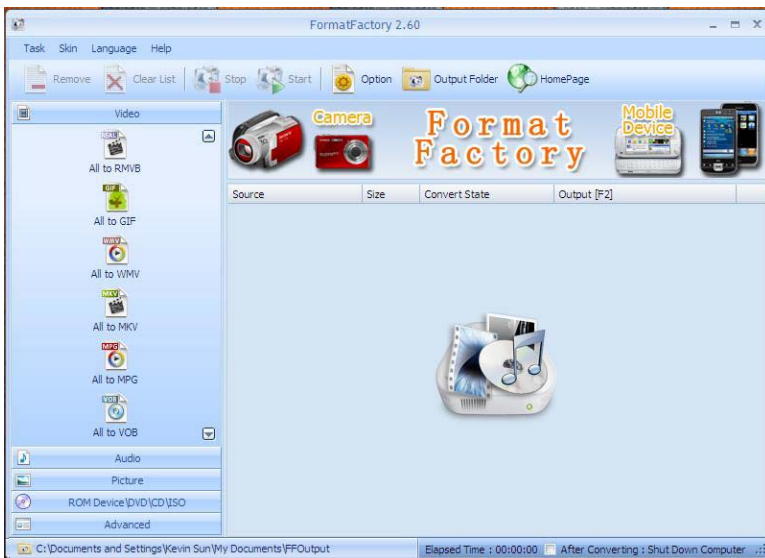 FormatFactory 2.60
Task Skin Language Help
Remove Clear List Stop Start Option Output Folder HomePage
Video
Camera
Format
Factory
Mobile
Device
Source Size Convert State Output [F2]
All to RMVB
GIF
All to GIF
WMV
All to WMV
MKV
All to MKV
MPG
All to MPG
VOB
All to VOB
Audio
Picture
ROM Device\DVD\CD\ISO
Advanced
C:\Documents and Settings\Kevin Sun\My Documents\FFOutput
Elapsed Time : 00:00:00 After Converting : Shut Down Computer